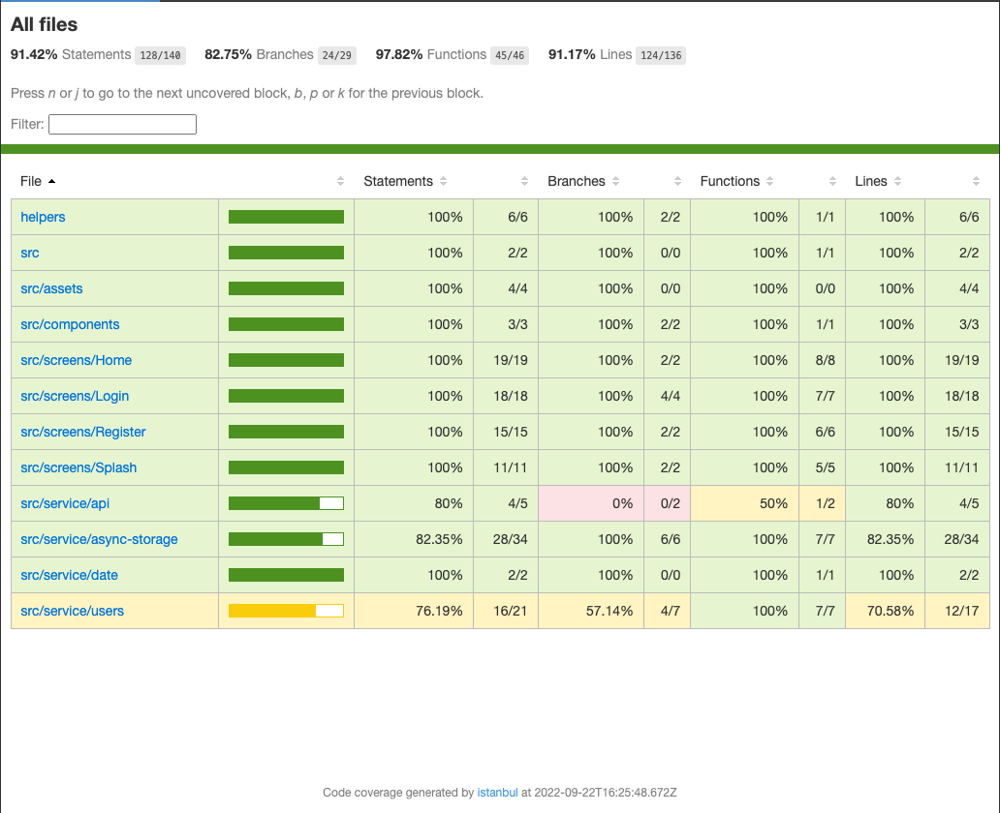 All files
91.42% Statements 128/140 82.75% Branches 24/29 97.82% Functions 45/46 91.17% Lines 124/136
Press n or j to go to the next uncovered block, b, p or k for the previous block.
Filter:
File Statements Branches Functions Lines
helpers 100% 6/6 100% 2/2 100% 1/1 100% 6/6
src 100% 2/2 100% 0/0 100% 1/1 100% 2/2
src/assets 100% 4/4 100% 0/0 100% 0/0 100% 4/4
src/components 100% 3/3 100% 2/2 100% 1/1 100% 3/3
src/screens/Home 100% 19/19 100% 2/2 100% 8/8 100% 19/19
src/screens/Login 100% 18/18 100% 4/4 100% 7/7 100% 18/18
src/screens/Register 100% 15/15 100% 2/2 100% 6/6 100% 15/15
src/screens/Splash 100% 11/11 100% 2/2 100% 5/5 100% 11/11
src/service/api 80% 4/5 0% 0/2 50% 1/2 80% 4/5
src/service/async-storage 82.35% 28/34 100% 6/6 100% 7/7 82.35% 28/34
src/service/date 100% 2/2 100% 0/0 100% 1/1 100% 2/2
src/service/users 76.19% 16/21 57.14% 4/7 100% 7/7 70.58% 12/17
Code coverage generated by istanbul at 2022-09-22T16:25:48.672Z